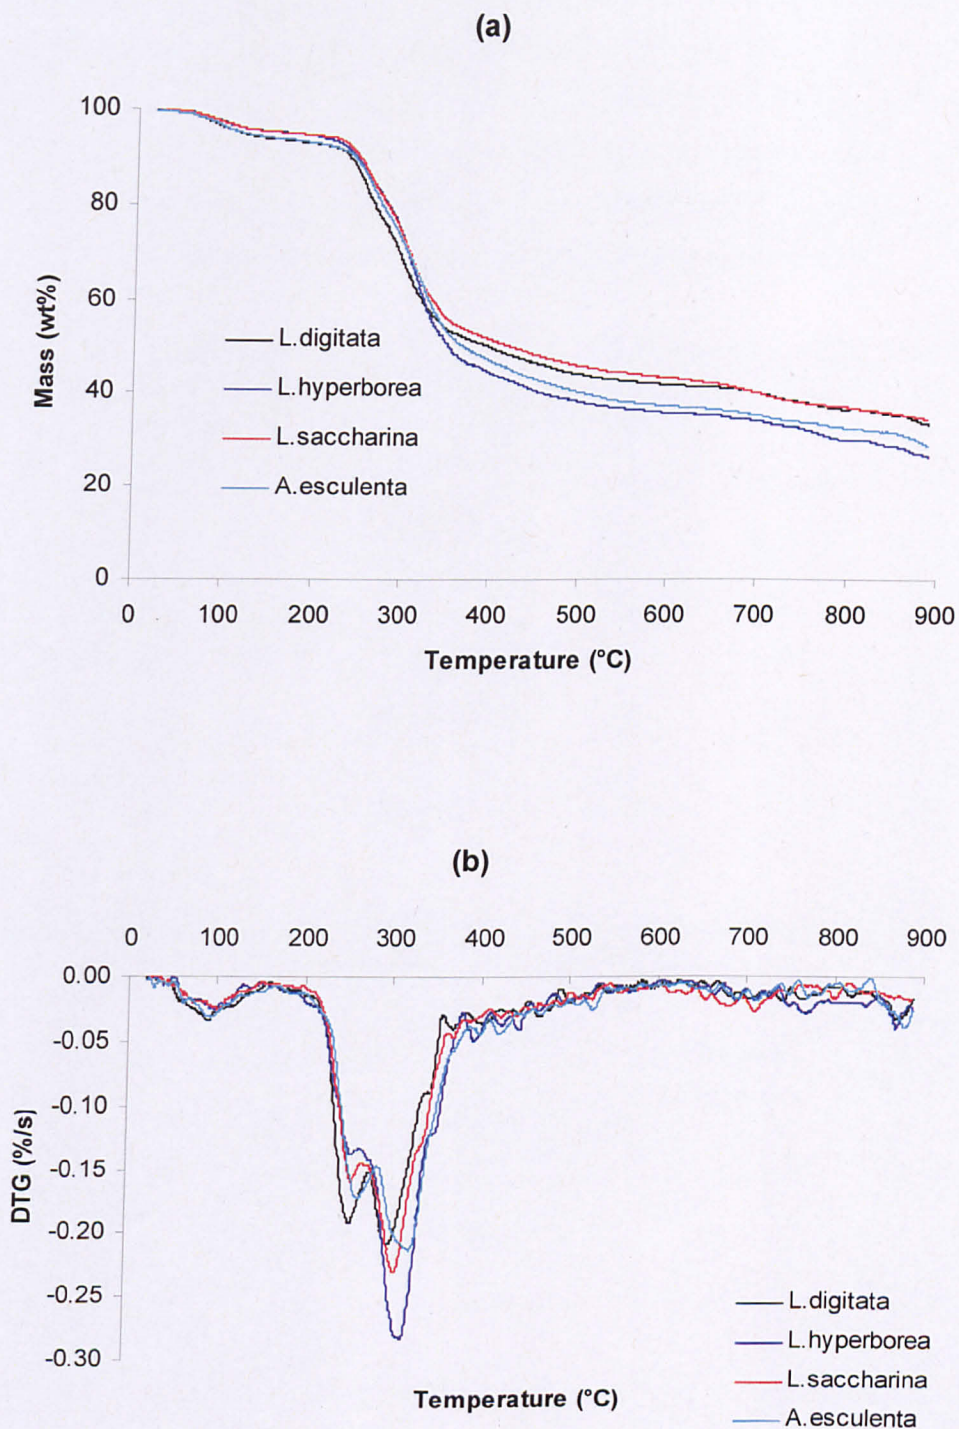 (a)
100
80
60
40
20
0
Mass (wt%)
L.digitata
L.hyperborea
L.saccharina
A.esculenta
0 100 200 300 400 500 600 700 800 900
Temperature (°C)
(b)
0 100 200 300 400 500 600 700 800 900
0.00
-0.05
-0.10
-0.15
-0.20
-0.25
-0.30
DTG (%/s)
L.digitata
L.hyperborea
L.saccharina
A.esculenta
Temperature (°C)